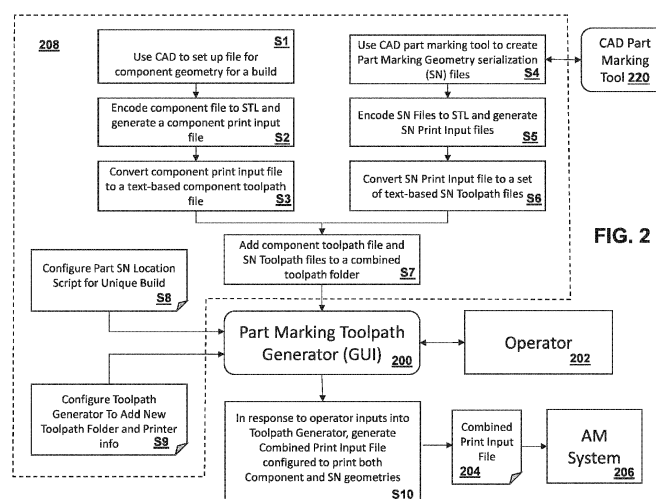 208
S1
Use CAD to set up file for
component geometry for a build
Encode component file to STL and
generate a component print input
file
S2
Convert component print input file
to a text-based component toolpath
file
S3
Use CAD part marking tool to create
Part Marking Geometry serialization
(SN) files
S4
CAD Part
Marking
Tool 220
Encode SN Files to STL and generate
SN Print Input files
S5
Convert SN Print Input file to a set
of text-based SN Toolpath files
S6
Add component toolpath file and
SN Toolpath files to a combined
toolpath folder
S7
FIG. 2
Configure Part SN Location
Script for Unique Build
S8
Part Marking Toolpath
Generator (GUI)
200
Operator
202
Configure Toolpath
Generator To Add New
Toolpath Folder and Printer
info
S9
In response to operator inputs into
Toolpath Generator, generate
Combined Print Input File
configured to print both
Component and SN geometries
S10
Combined
Print Input
File
204
AM
System
206